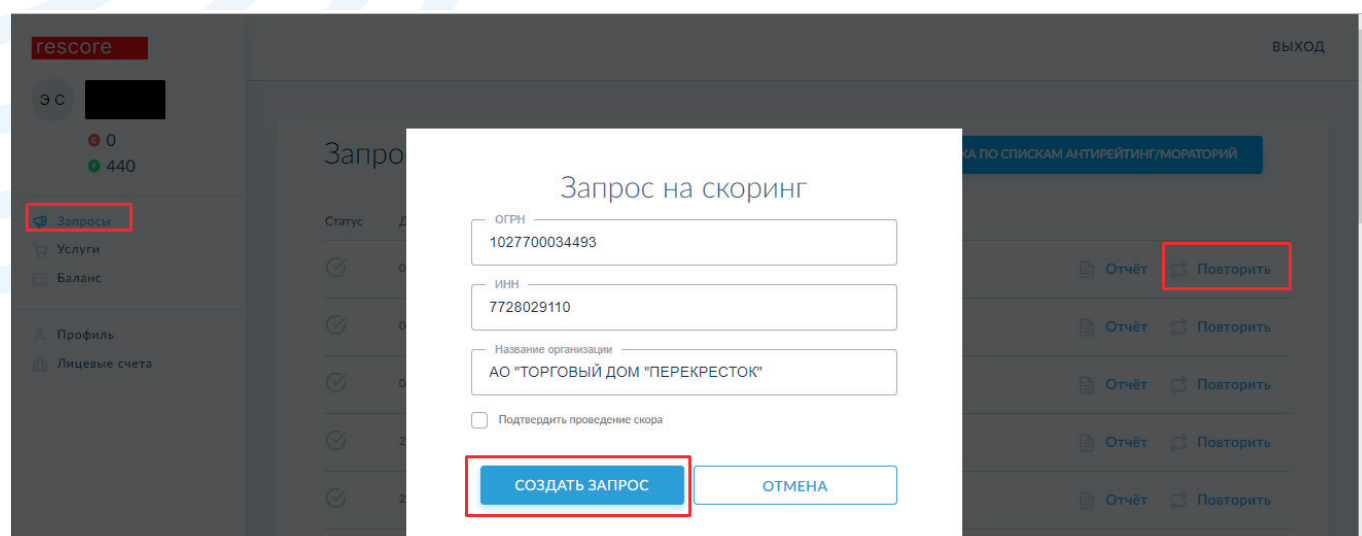 rescore
ВЫХОД
Э С
0
440
Запро
КА ПО СПИСКАМ АНТИРЕЙТИНГ/МОРАТОРИЙ
Запрос на скоринг
Запросы
Услуги
Баланс
Профиль
Лицевые счета
Статус
ОГРН
1027700034493
ИНН
7728029110
Название организации
АО "ТОРГОВЫЙ ДОМ "ПЕРЕКРЕСТОК"
Подтвердить проведение скора
СОЗДАТЬ ЗАПРОС
ОТМЕНА
Отчёт Повторить
Отчёт Повторить
Отчёт Повторить
Отчёт Повторить
Отчёт Повторить